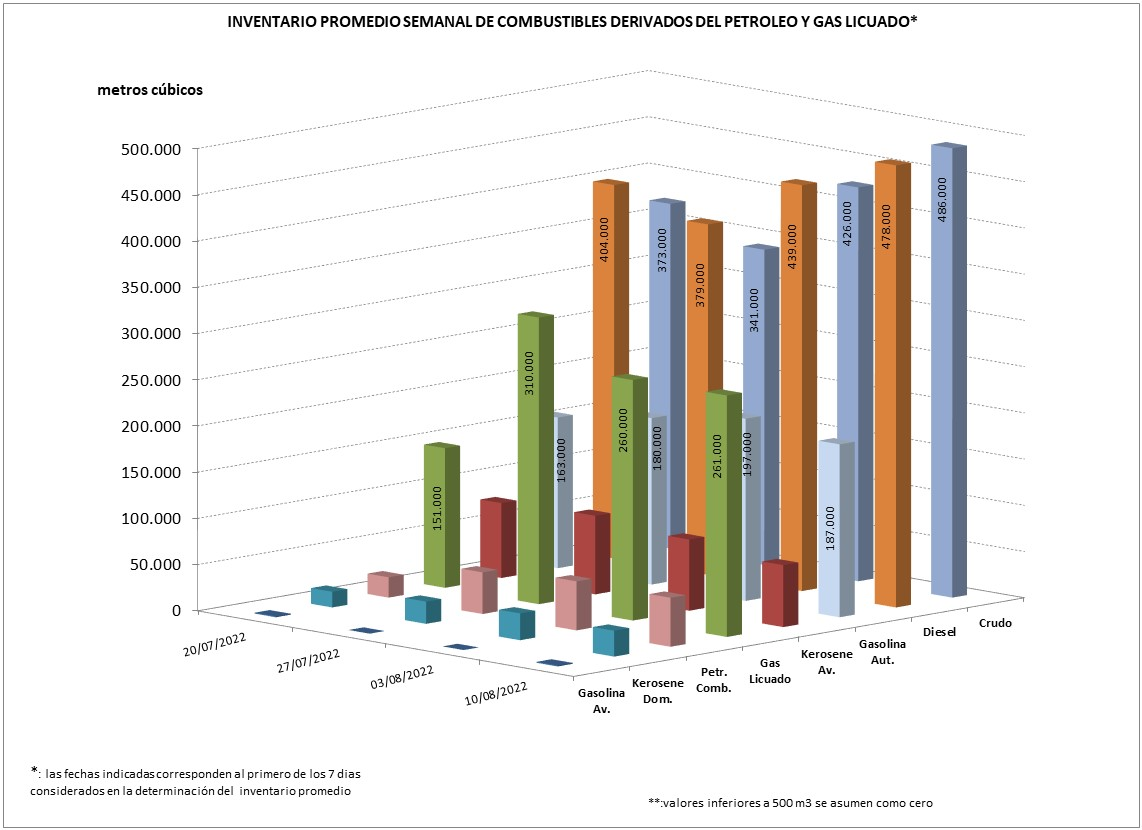 INVENTARIO PROMEDIO SEMANAL DE COMBUSTIBLES DERIVADOS DEL PETROLEO Y GAS LICUADO*
metros cúbicos
500.000
450.000
400.000
350.000
300.000
250.000
200.000
150.000
100.000
50.000
0
404.000
373.000
379.000
341.000
439.000
426.000
478.000
486.000
151.000
310.000
163.000
260.000
180.000
261.000
197.000
187.000
20/07/2022
27/07/2022
03/08/2022
10/08/2022
Gasolina
Av.
Kerosene
Dom.
Petr.
Comb.
Gas
Licuado
Kerosene
Av.
Gasolina
Aut.
Diesel
Crudo
*: las fechas indicadas corresponden al primero de los 7 dias
considerados en la determinación del inventario promedio
**:valores inferiores a 500 m3 se asumen como cero